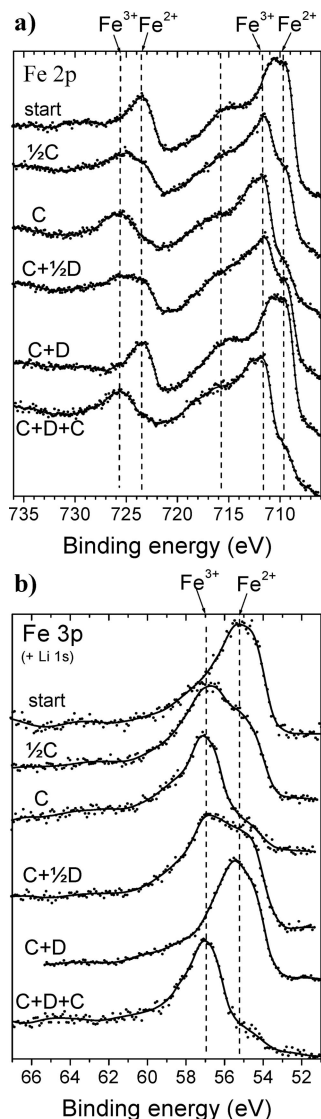 a)
Fe³⁺ Fe²⁺ Fe³⁺ Fe²⁺
Fe 2p
start
½C
C
C+½D
C+D
C+D+C
735 730 725 720 715 710
Binding energy (eV)
b)
Fe³⁺ Fe²⁺
Fe 3p
(+ Li 1s)
start
½C
C
C+½D
C+D
C+D+C
66 64 62 60 58 56 54 52
Binding energy (eV)